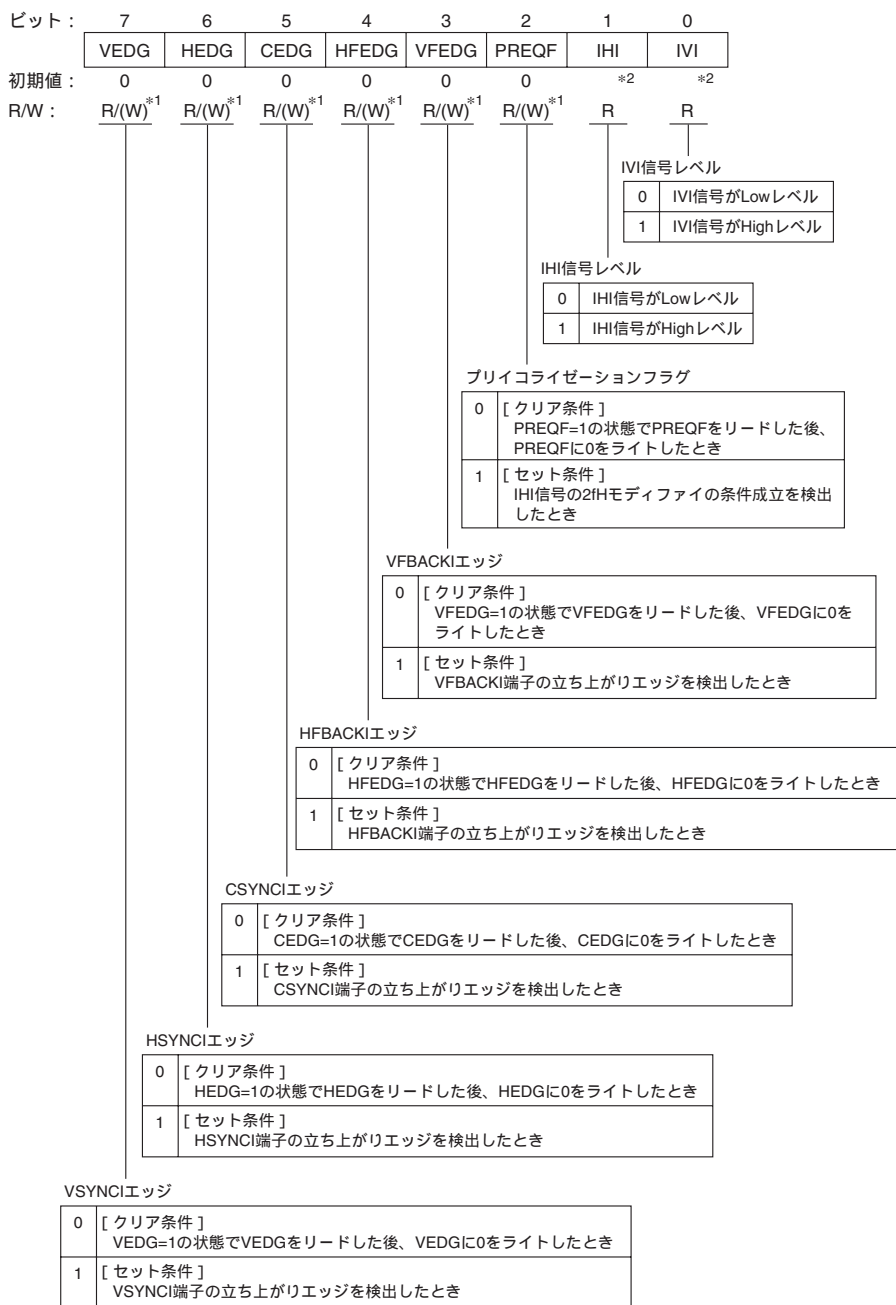 ビット： 7 6 5 4 3 2 1 0
VEDG HEDG CEDG HFEDG VFEDG PREQF IHI IVI
初期値： 0 0 0 0 0 0 *2 *2
R/W： R/(W)*1 R/(W)*1 R/(W)*1 R/(W)*1 R/(W)*1 R/(W)*1 R R
IVI信号レベル
0 IVI信号がLowレベル
1 IVI信号がHighレベル
IHI信号レベル
0 IHI信号がLowレベル
1 IHI信号がHighレベル
プリイコライゼーションフラグ
0 [ クリア条件 ]
PREQF=1の状態でPREQFをリードした後、
PREQFに0をライトしたとき
1 [ セット条件 ]
IHI信号の2fHモディファイの条件成立を検出
したとき
VFBACKIエッジ
0 [ クリア条件 ]
VFEDG=1の状態でVFEDGをリードした後、VFEDGに0を
ライトしたとき
1 [ セット条件 ]
VFBACKI端子の立ち上がりエッジを検出したとき
HFBACKIエッジ
0 [ クリア条件 ]
HFEDG=1の状態でHFEDGをリードした後、HFEDGに0をライトしたとき
1 [ セット条件 ]
HFBACKI端子の立ち上がりエッジを検出したとき
CSYNCIエッジ
0 [ クリア条件 ]
CEDG=1の状態でCEDGをリードした後、CEDGに0をライトしたとき
1 [ セット条件 ]
CSYNCI端子の立ち上がりエッジを検出したとき
HSYNCIエッジ
0 [ クリア条件 ]
HEDG=1の状態でHEDGをリードした後、HEDGに0をライトしたとき
1 [ セット条件 ]
HSYNCI端子の立ち上がりエッジを検出したとき
VSYNCIエッジ
0 [ クリア条件 ]
VEDG=1の状態でVEDGをリードした後、VEDGに0をライトしたとき
1 [ セット条件 ]
VSYNCI端子の立ち上がりエッジを検出したとき